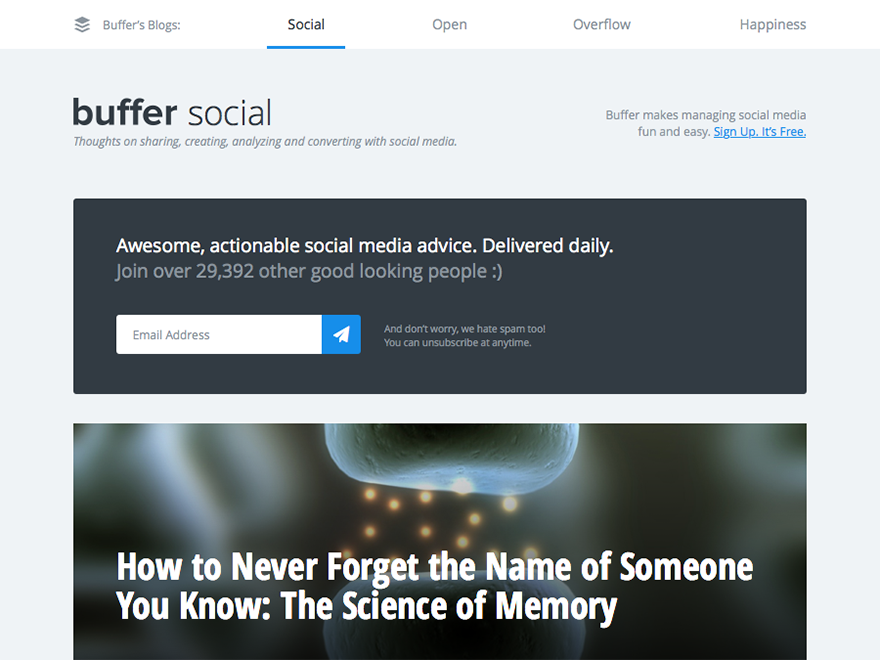 Buffer's Blogs:
Social
Open
Overflow
Happiness
buffer social
Thoughts on sharing, creating, analyzing and converting with social media.
Buffer makes managing social media
fun and easy. Sign Up. It's Free.
Awesome, actionable social media advice. Delivered daily.
Join over 29,392 other good looking people :)
Email Address
And don't worry, we hate spam too!
You can unsubscribe at anytime.
How to Never Forget the Name of Someone
You Know: The Science of Memory